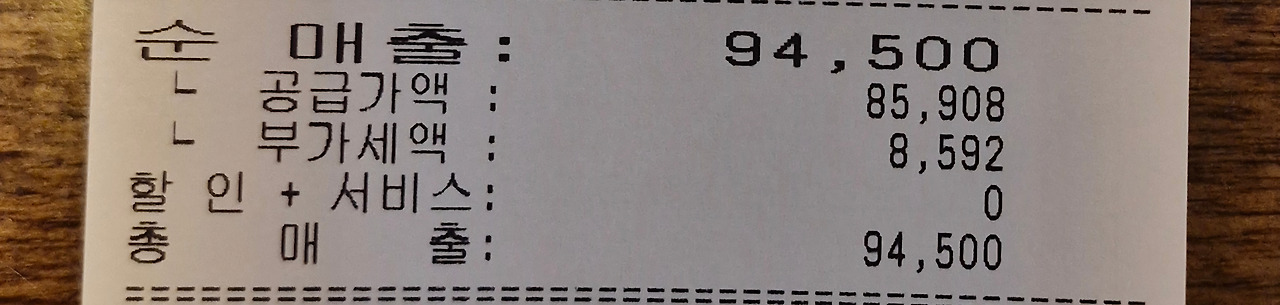 순 매출: 94,500
ㄴ 공급가액 : 85,908
ㄴ 부가세액 : 8,592
할 인 + 서비스: 0
총 매 출: 94,500